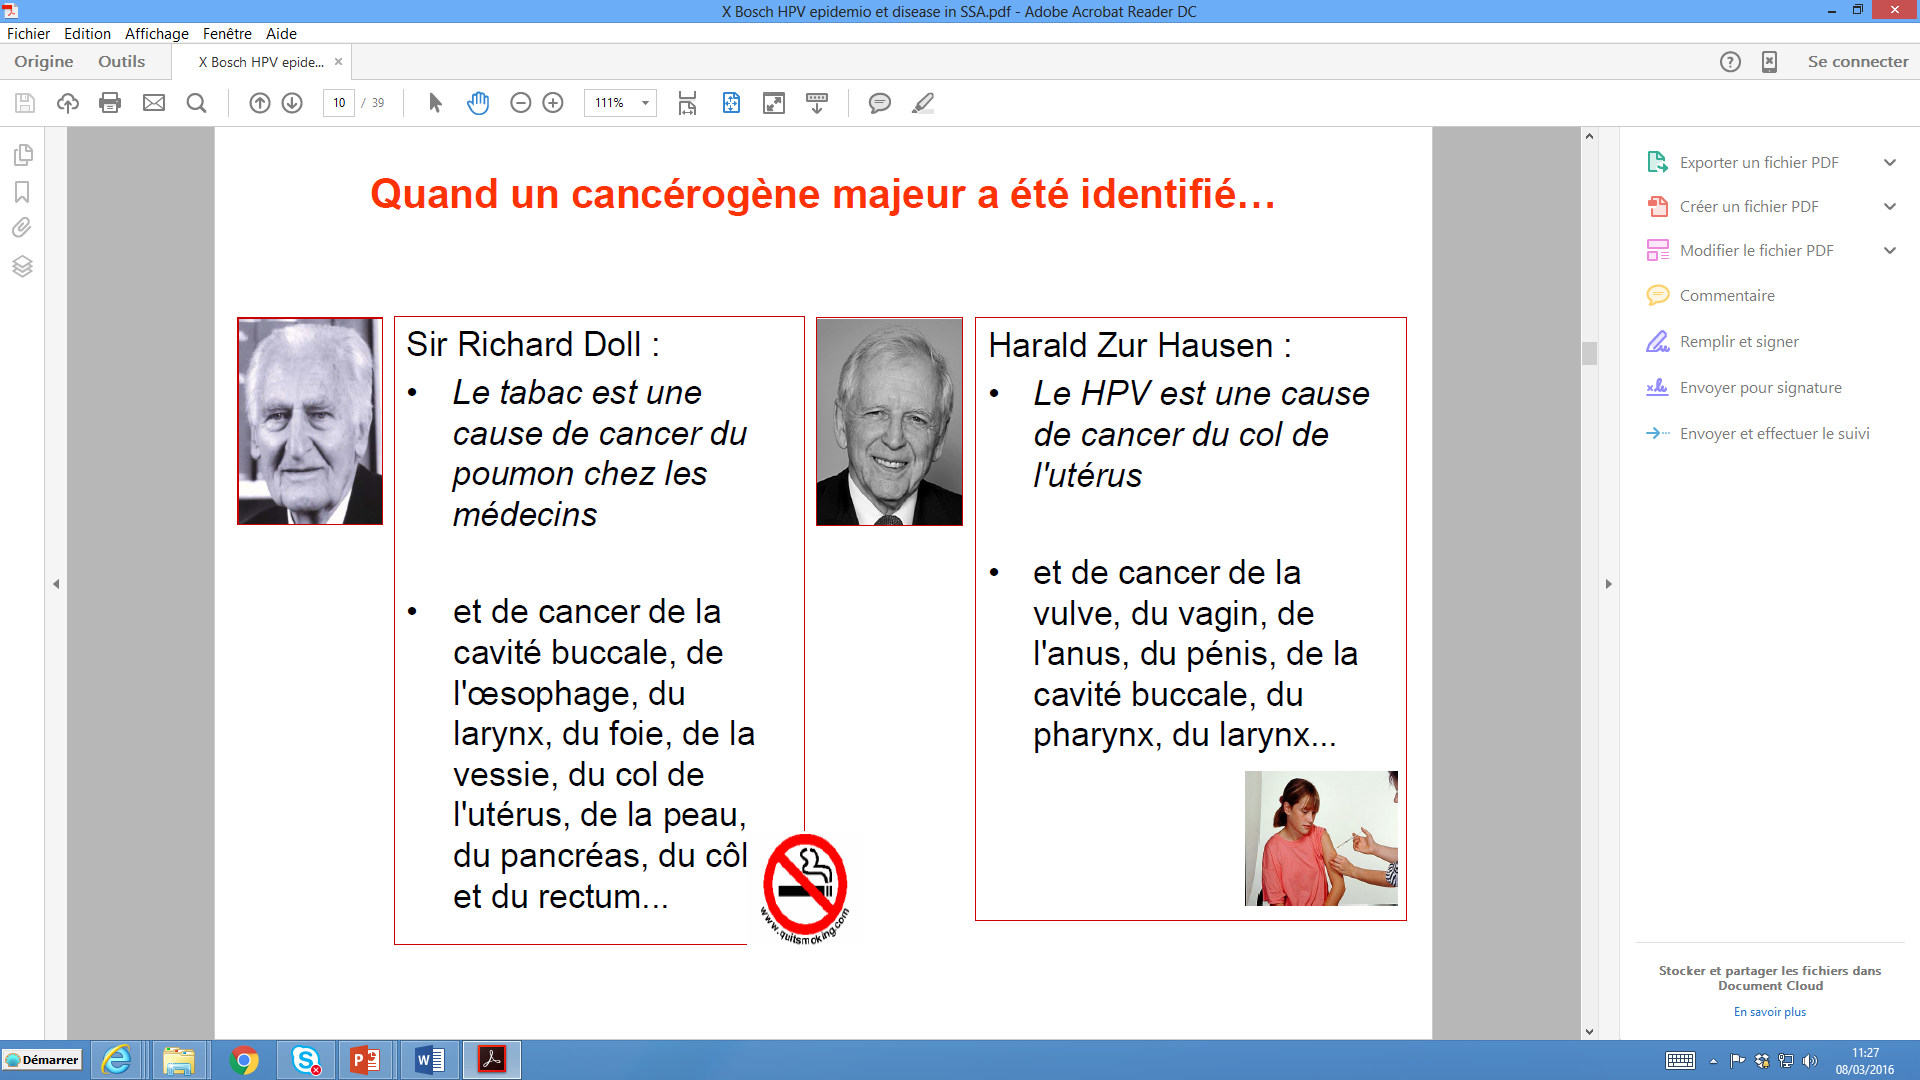 X Bosch HPV epidemio et disease in SSA.pdf - Adobe Acrobat Reader DC
Fichier Edition Affichage Fenêtre Aide
Origine Outils X Bosch HPV epide... × Se connecter
10 / 39 111%
Quand un cancérogène majeur a été identifié…
Sir Richard Doll :
• Le tabac est une
cause de cancer du
poumon chez les
médecins
• et de cancer de la
cavité buccale, de
l'œsophage, du
larynx, du foie, de la
vessie, du col de
l'utérus, de la peau,
du pancréas, du côl
et du rectum...
www.quitsmoking.com
Harald Zur Hausen :
• Le HPV est une cause
de cancer du col de
l'utérus
• et de cancer de la
vulve, du vagin, de
l'anus, du pénis, de la
cavité buccale, du
pharynx, du larynx...
Exporter un fichier PDF
Créer un fichier PDF
Modifier le fichier PDF
Commentaire
Remplir et signer
Envoyer pour signature
Envoyer et effectuer le suivi
Stocker et partager les fichiers dans
Document Cloud
En savoir plus
Démarrer
11:27
08/03/2016